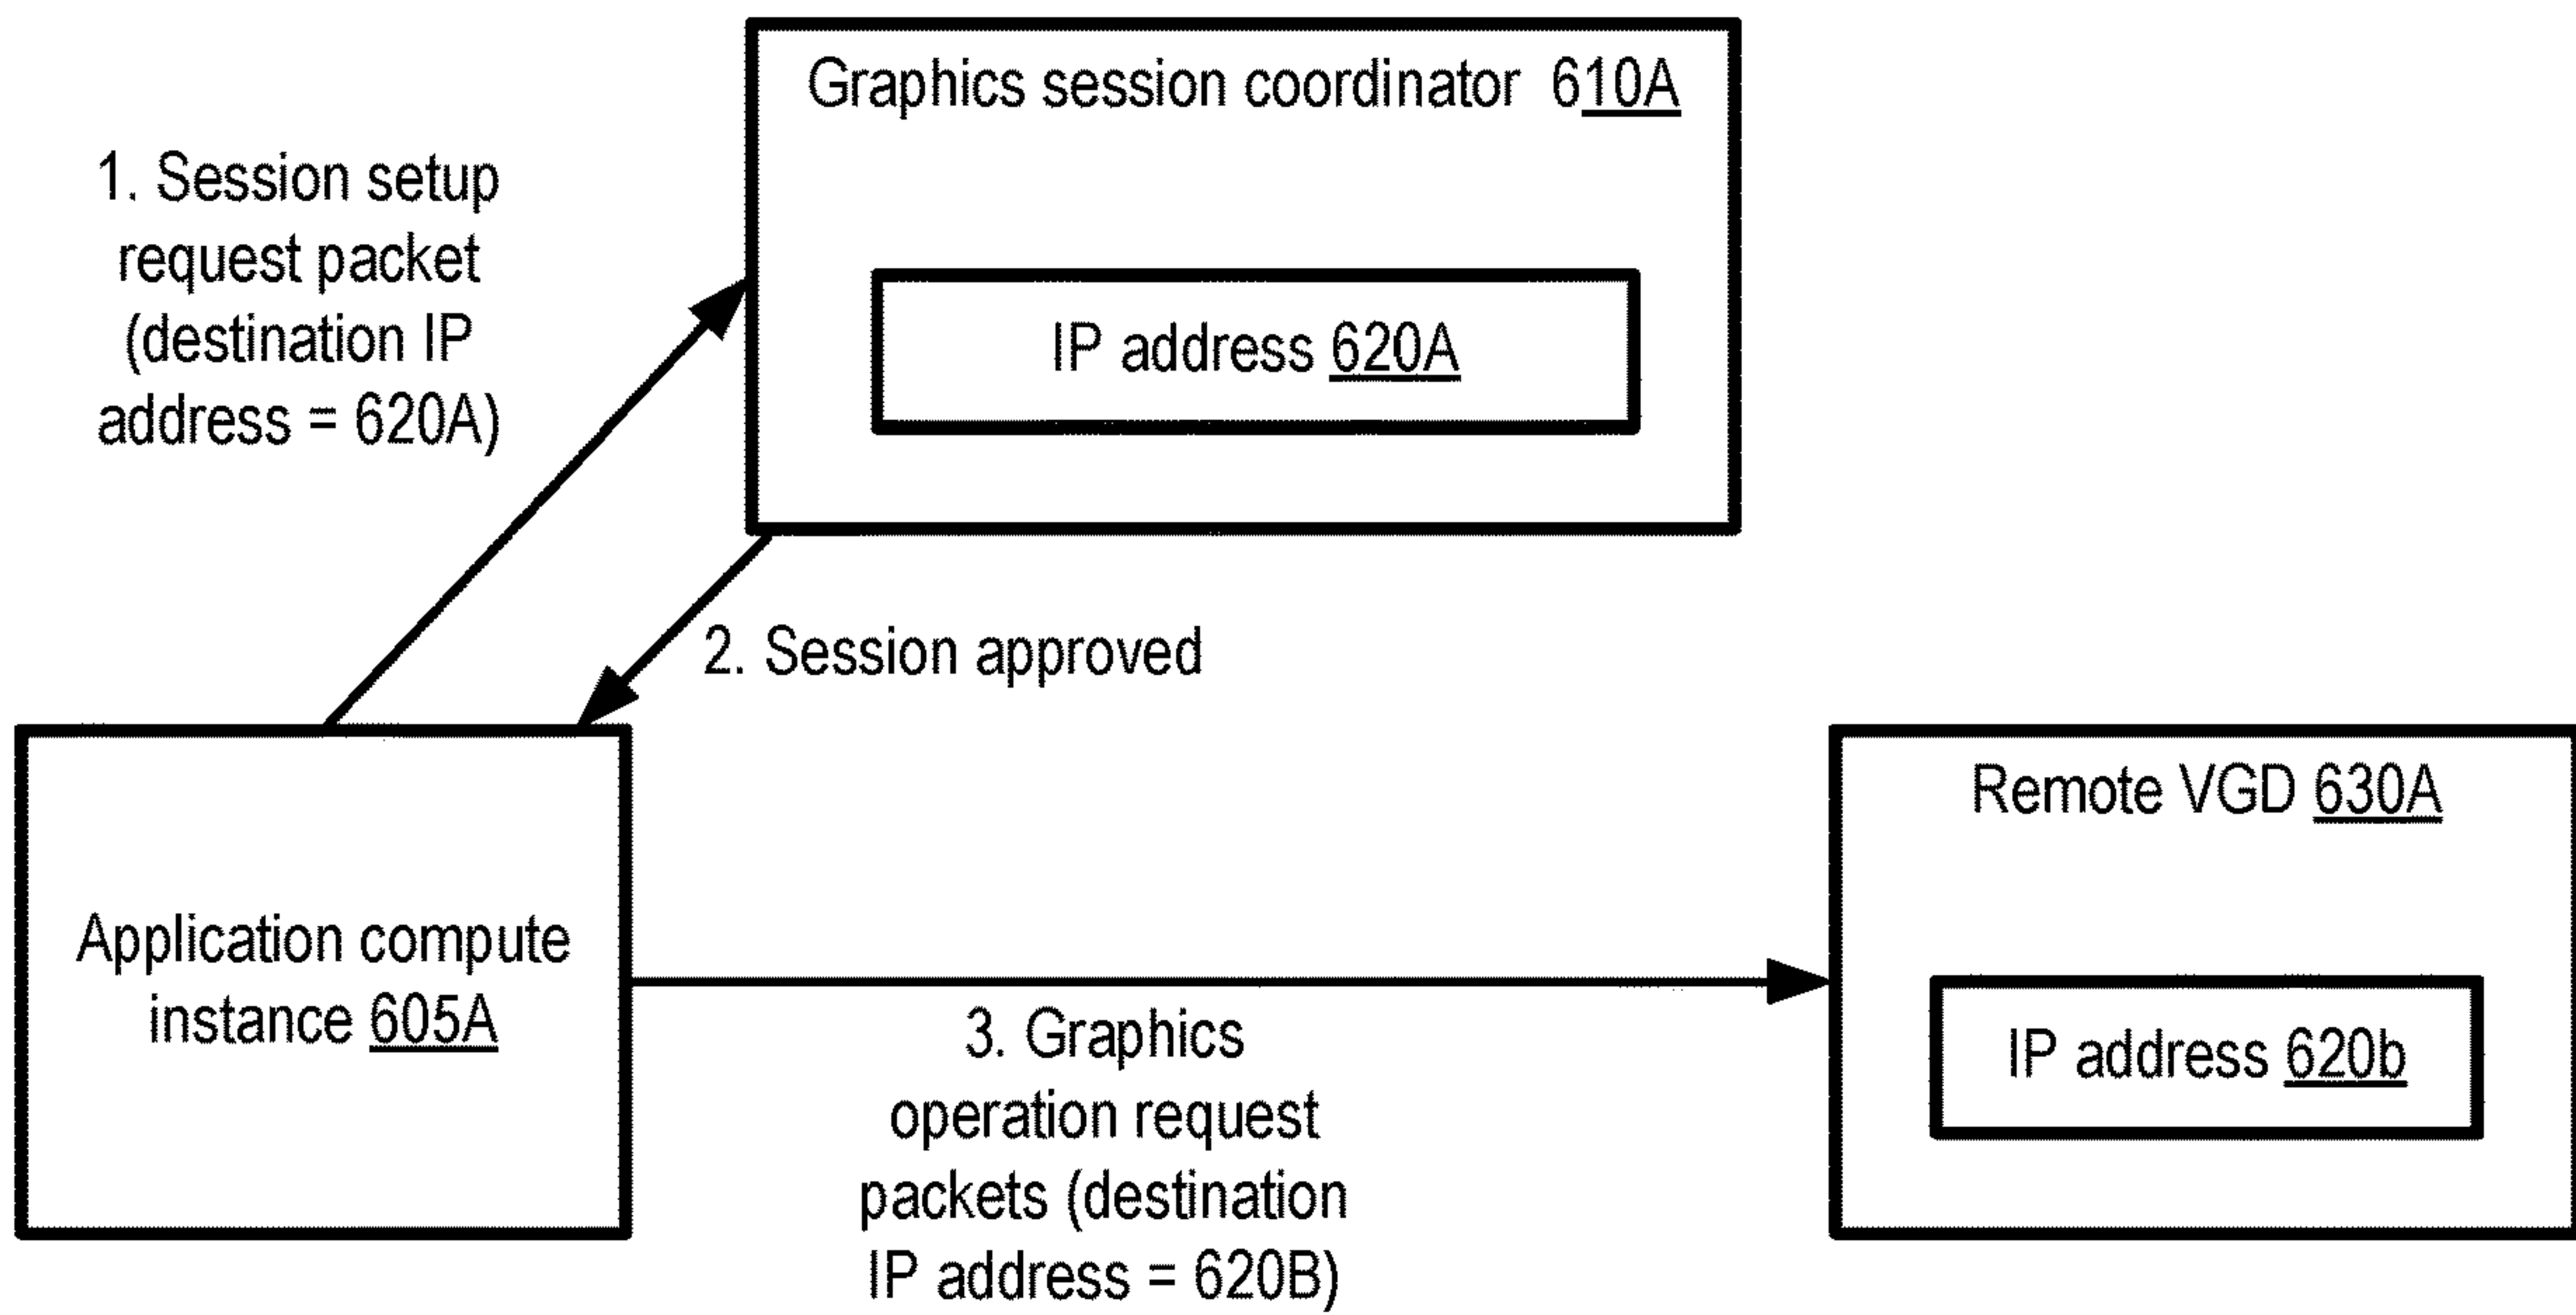 Graphics session coordinator 610A
IP address 620A
1. Session setup
request packet
(destination IP
address = 620A)
2. Session approved
Application compute
instance 605A
3. Graphics
operation request
packets (destination
IP address = 620B)
Remote VGD 630A
IP address 620b